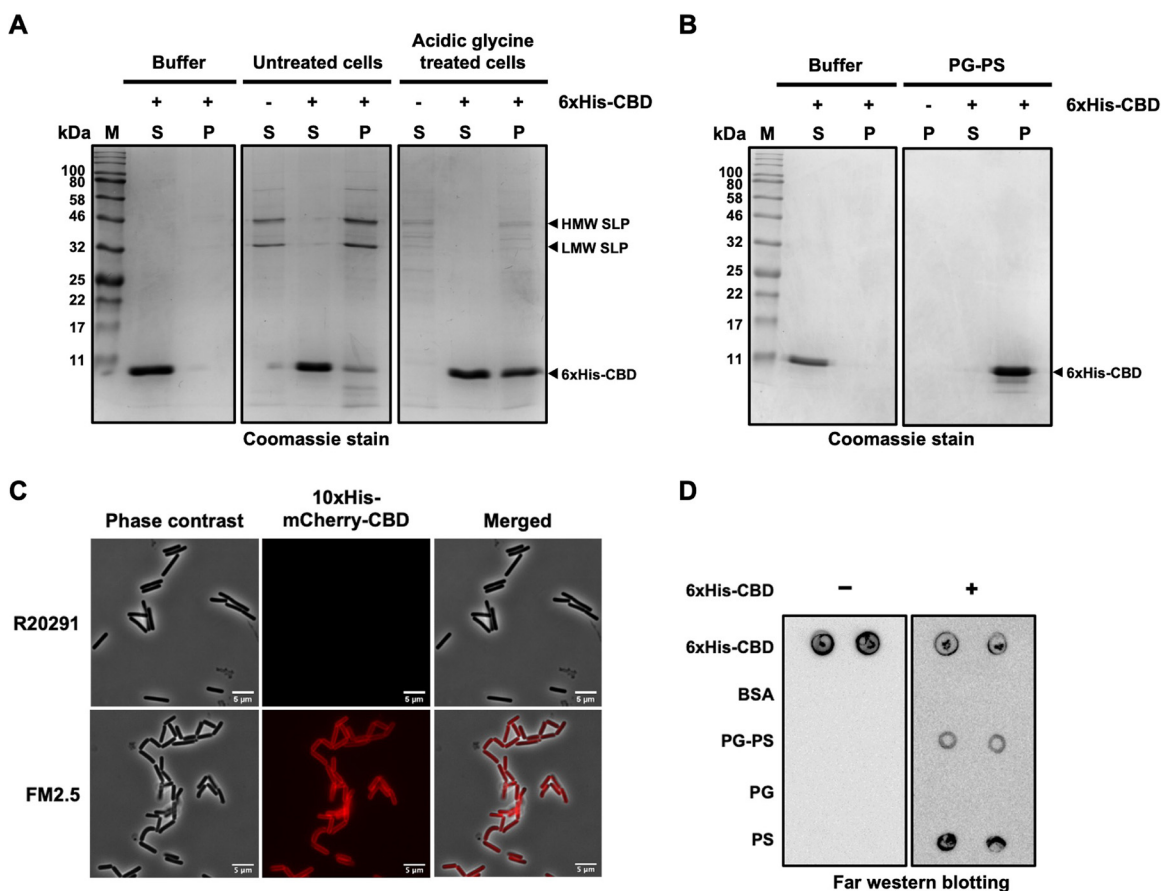 A
Buffer
Untreated cells
Acidic glycine
treated cells
+ + - + + - + + 6xHis-CBD
kDa M S P S S P S S P
100
80
58
46
32
25
22
17
11
HMW SLP
LMW SLP
6xHis-CBD
Coomassie stain
B
Buffer
PG-PS
+ + - + + 6xHis-CBD
kDa M S P P S P
100
80
58
46
32
25
22
17
11
6xHis-CBD
Coomassie stain
C
Phase contrast
10xHis-
mCherry-CBD
Merged
R20291
5 µm
5 µm
5 µm
FM2.5
5 µm
5 µm
5 µm
D
6xHis-CBD - +
6xHis-CBD
BSA
PG-PS
PG
PS
Far western blotting